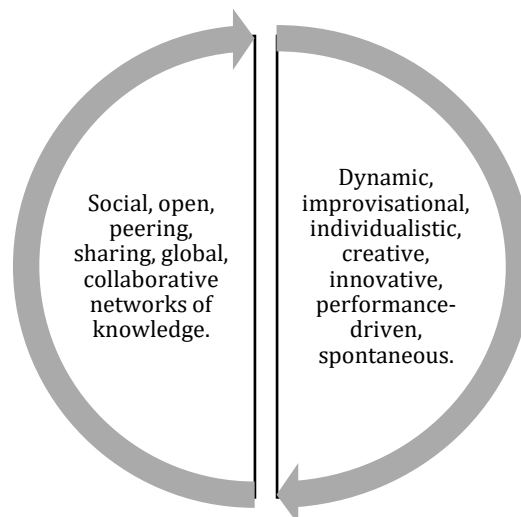 Social, open,
peering,
sharing, global,
collaborative
networks of
knowledge.
Dynamic,
improvisational,
individualistic,
creative,
innovative,
performance-
driven,
spontaneous.